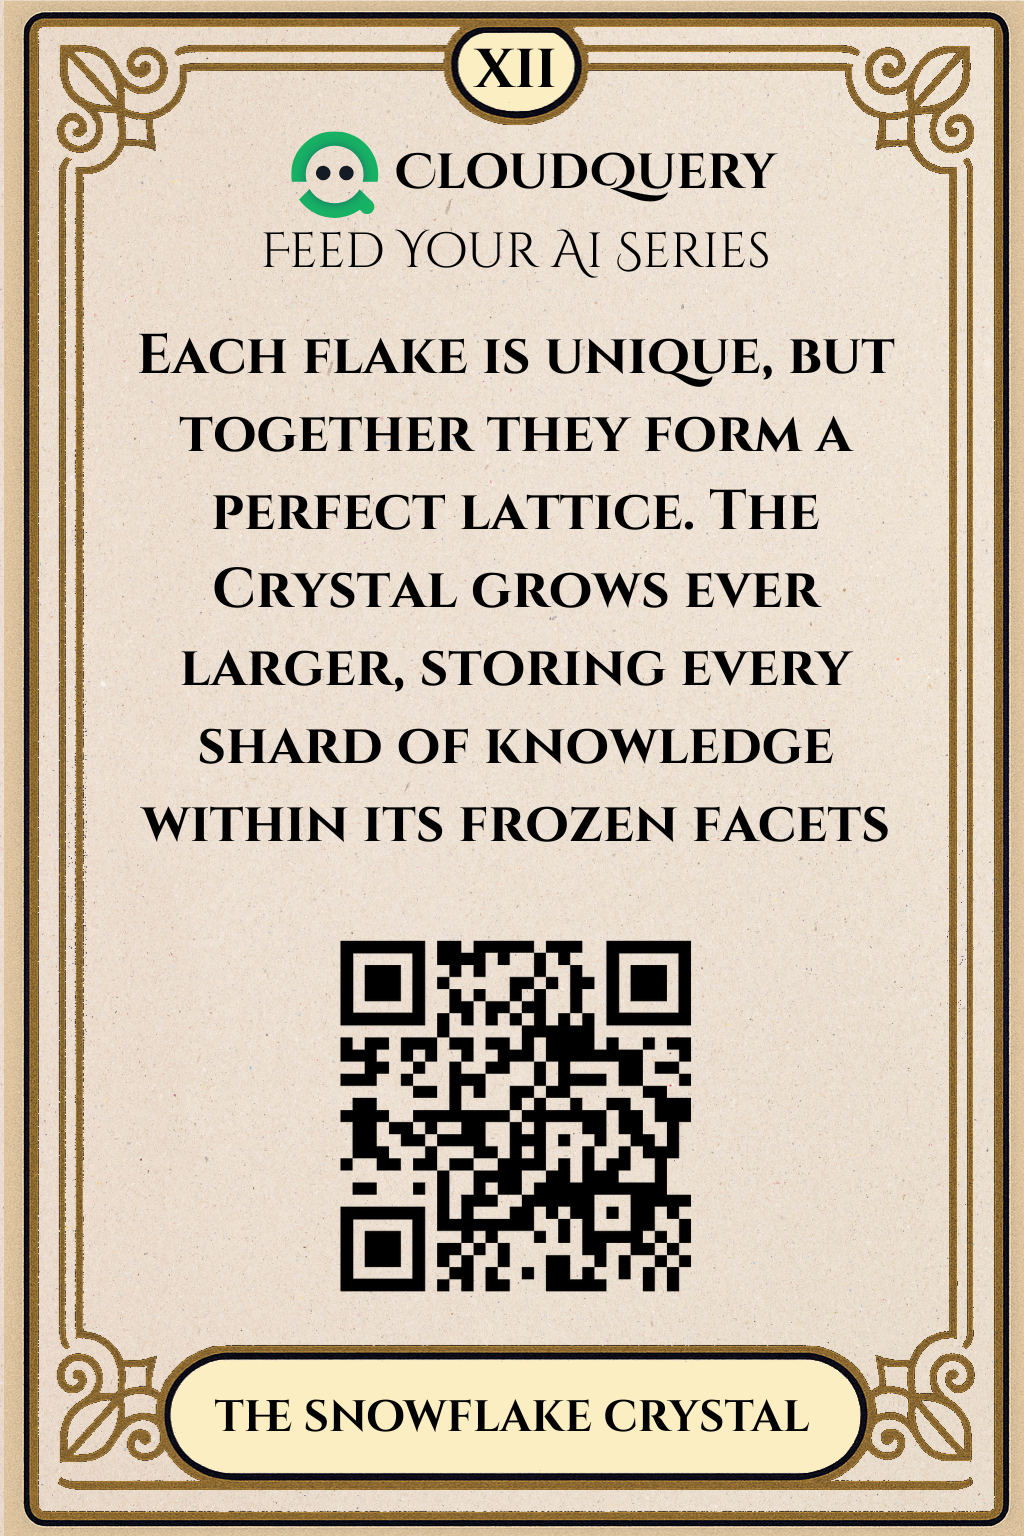 XII
CLOUDQUERY
FEED YOUR AI SERIES
EACH FLAKE IS UNIQUE, BUT
TOGETHER THEY FORM A
PERFECT LATTICE. THE
CRYSTAL GROWS EVER
LARGER, STORING EVERY
SHARD OF KNOWLEDGE
WITHIN ITS FROZEN FACETS
THE SNOWFLAKE CRYSTAL